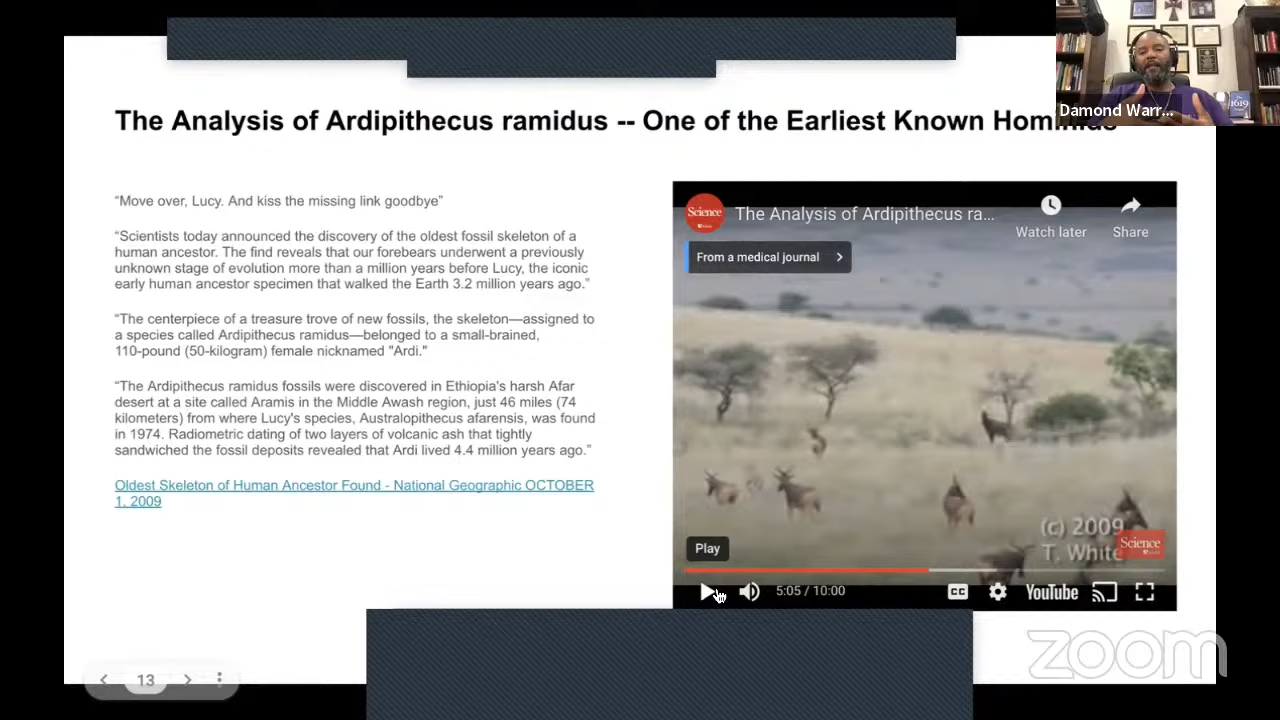 Damond Warr...
1619
The Analysis of Ardipithecus ramidus -- One of the Earliest Known Hominids
“Move over, Lucy. And kiss the missing link goodbye”
“Scientists today announced the discovery of the oldest fossil skeleton of a
human ancestor. The find reveals that our forebears underwent a previously
unknown stage of evolution more than a million years before Lucy, the iconic
early human ancestor specimen that walked the Earth 3.2 million years ago.”
“The centerpiece of a treasure trove of new fossils, the skeleton—assigned to
a species called Ardipithecus ramidus—belonged to a small-brained,
110-pound (50-kilogram) female nicknamed "Ardi."
“The Ardipithecus ramidus fossils were discovered in Ethiopia's harsh Afar
desert at a site called Aramis in the Middle Awash region, just 46 miles (74
kilometers) from where Lucy's species, Australopithecus afarensis, was found
in 1974. Radiometric dating of two layers of volcanic ash that tightly
sandwiched the fossil deposits revealed that Ardi lived 4.4 million years ago.”
Oldest Skeleton of Human Ancestor Found - National Geographic OCTOBER
1, 2009
Science
The Analysis of Ardipithecus ra...
Watch later
Share
From a medical journal
(c) 2009
T. White
Science
Play
5:05 / 10:00
CC
YouTube
zoom
13